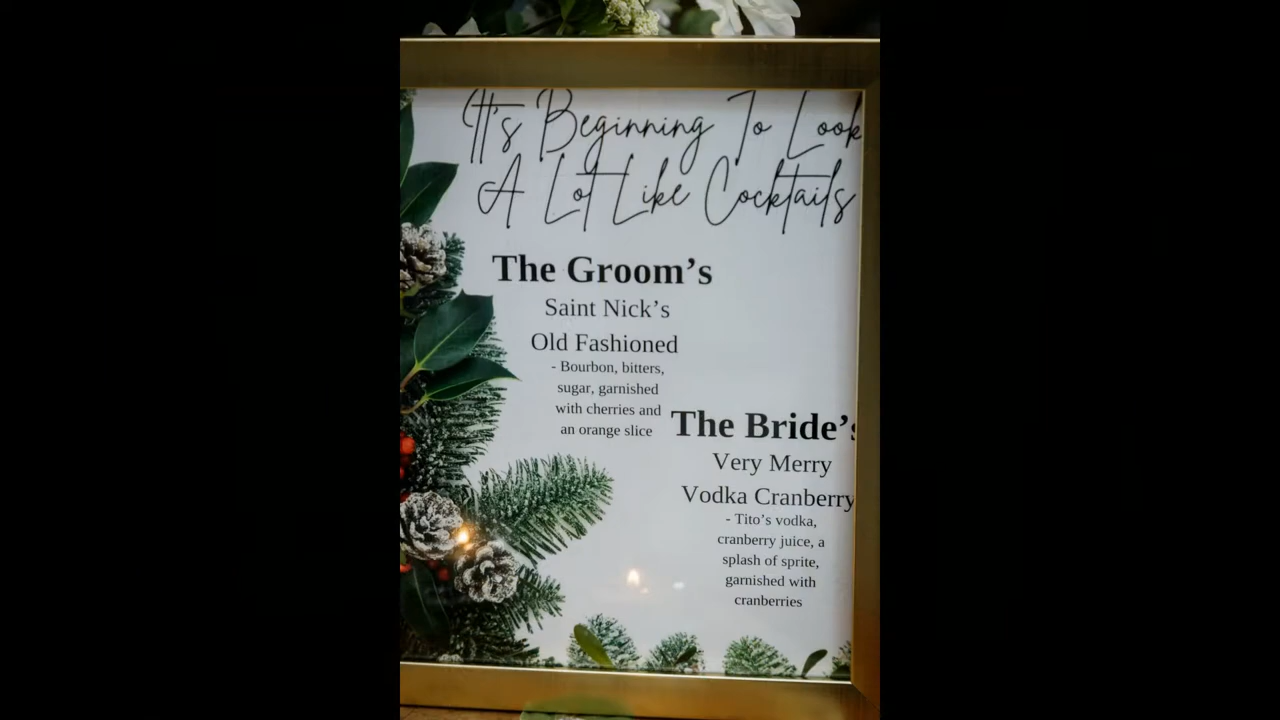 It's Beginning To Look
A Lot Like Cocktails
The Groom’s
Saint Nick’s
Old Fashioned
- Bourbon, bitters,
sugar, garnished
with cherries and
an orange slice
The Bride’s
Very Merry
Vodka Cranberry
- Tito’s vodka,
cranberry juice, a
splash of sprite,
garnished with
cranberries